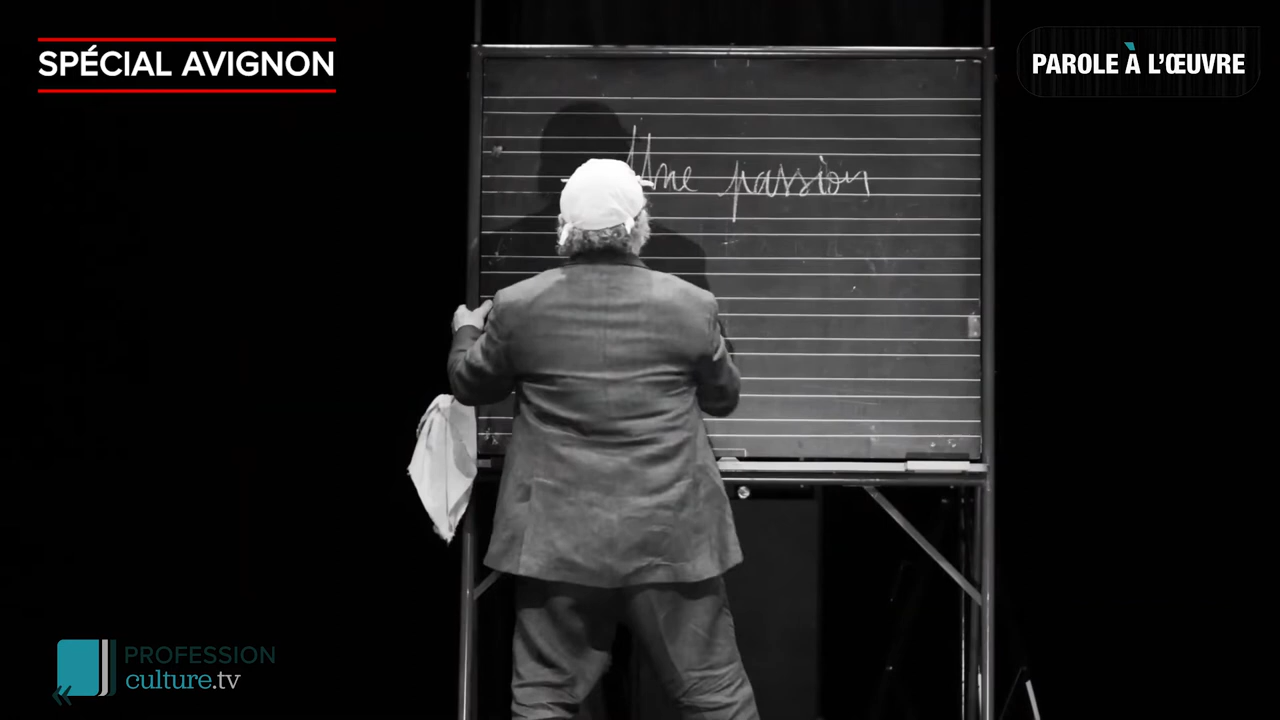 SPÉCIAL AVIGNON
PAROLE À L'ŒUVRE
Une passion
PROFESSION
culture.tv